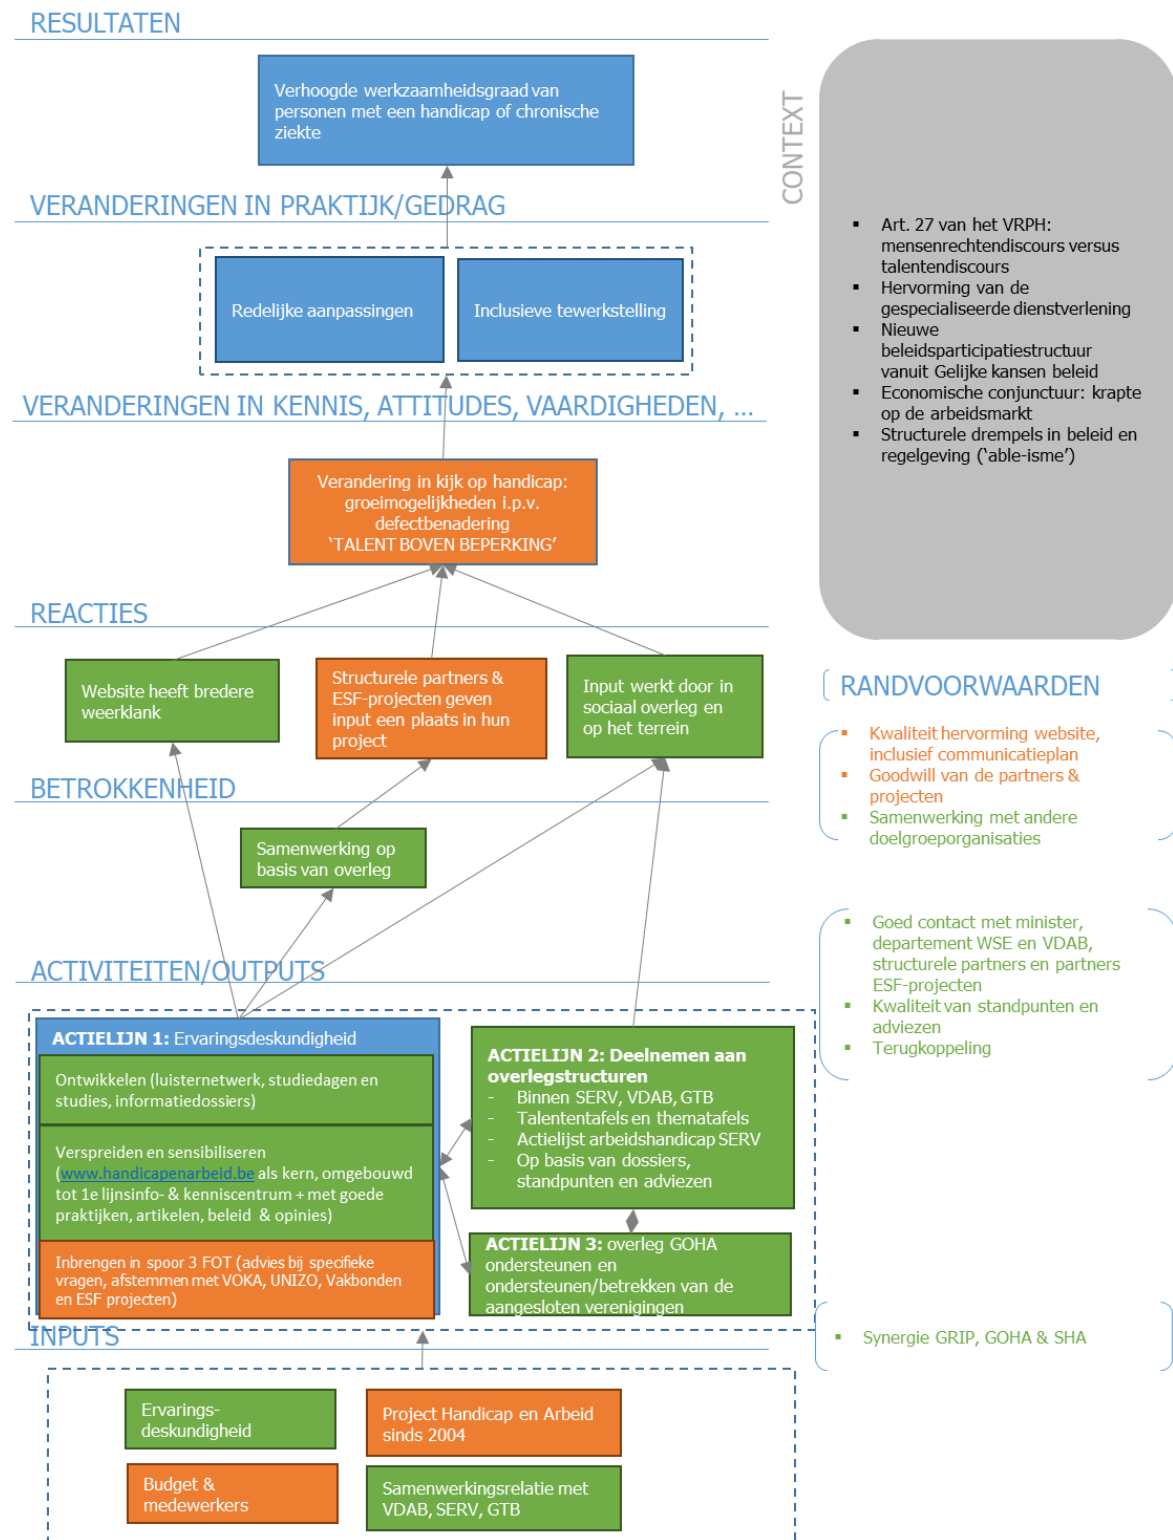 RESULTATEN
Verhoogde werkzaamheidsgraad van
personen met een handicap of chronische
ziekte
VERANDERINGEN IN PRAKTIJK/GEDRAG
Redelijke aanpassingen
Inclusieve tewerkstelling
VERANDERINGEN IN KENNIS, ATTITUDES, VAARDIGHEDEN, ...
Verandering in kijk op handicap:
groeimogelijkheden i.p.v.
defectbenadering
‘TALENT BOVEN BEPERKING’
REACTIES
Website heeft bredere
weerklank
Structurele partners &
ESF-projecten geven
input een plaats in hun
project
Input werkt door in
sociaal overleg en
op het terrein
BETROKKENHEID
Samenwerking op
basis van overleg
ACTIVITEITEN/OUTPUTS
ACTIELIJN 1: Ervaringsdeskundigheid
Ontwikkelen (luisternetwerk, studiedagen en
studies, informatiedossiers)
Verspreiden en sensibiliseren
(www.handicapenarbeid.be als kern, omgebouwd
tot 1e lijnsinfo- & kenniscentrum + met goede
praktijken, artikelen, beleid & opinies)
Inbrengen in spoor 3 FOT (advies bij specifieke
vragen, afstemmen met VOKA, UNIZO, Vakbonden
en ESF projecten)
ACTIELIJN 2: Deelnemen aan
overlegstructuren
- Binnen SERV, VDAB, GTB
- Talententafels en thematafels
- Actielijst arbeidshandicap SERV
- Op basis van dossiers,
standpunten en adviezen
ACTIELIJN 3: overleg GOHA
ondersteunen en
ondersteunen/betrekken van de
aangesloten verenigingen
INPUTS
Ervarings-
deskundigheid
Project Handicap en Arbeid
sinds 2004
Budget &
medewerkers
Samenwerkingsrelatie met
VDAB, SERV, GTB
CONTEXT
▪ Art. 27 van het VRPH:
mensenrechtendiscours versus
talentendiscours
▪ Hervorming van de
gespecialiseerde dienstverlening
▪ Nieuwe
beleidsparticipatiestructuur
vanuit Gelijke kansen beleid
▪ Economische conjunctuur: krapte
op de arbeidsmarkt
▪ Structurele drempels in beleid en
regelgeving (‘able-isme’)
RANDVOORWAARDEN
▪ Kwaliteit hervorming website,
inclusief communicatieplan
▪ Goodwill van de partners &
projecten
▪ Samenwerking met andere
doelgroeporganisaties
▪ Goed contact met minister,
departement WSE en VDAB,
structurele partners en partners
ESF-projecten
▪ Kwaliteit van standpunten en
adviezen
▪ Terugkoppeling
▪ Synergie GRIP, GOHA & SHA